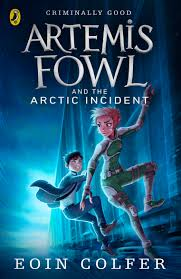 CRIMINALLY GOOD
ARTEMIS
FOWL
AND THE
ARCTIC INCIDENT
EOIN COLFER